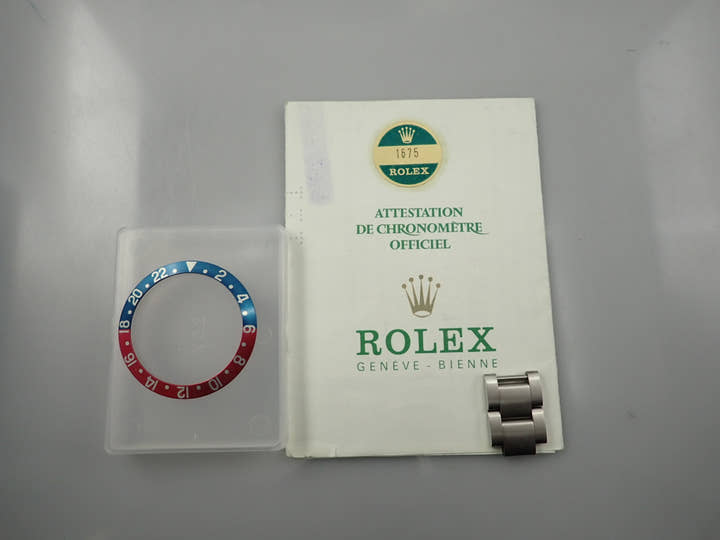 1675
ROLEX
ATTESTATION
DE CHRONOMÈTRE
OFFICIEL
ROLEX
GENÈVE - BIENNE
2
4
6
8
10
12
14
16
18
20
22